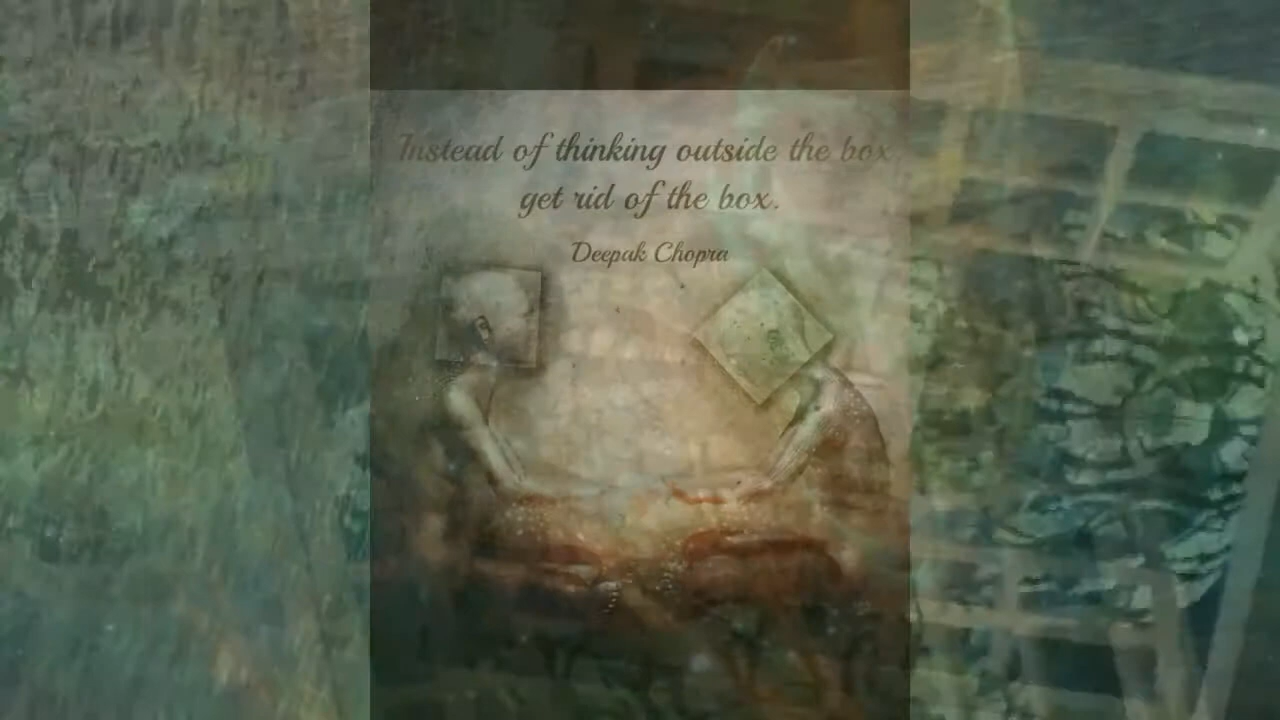 Instead of thinking outside the box
get rid of the box.
Deepak Chopra